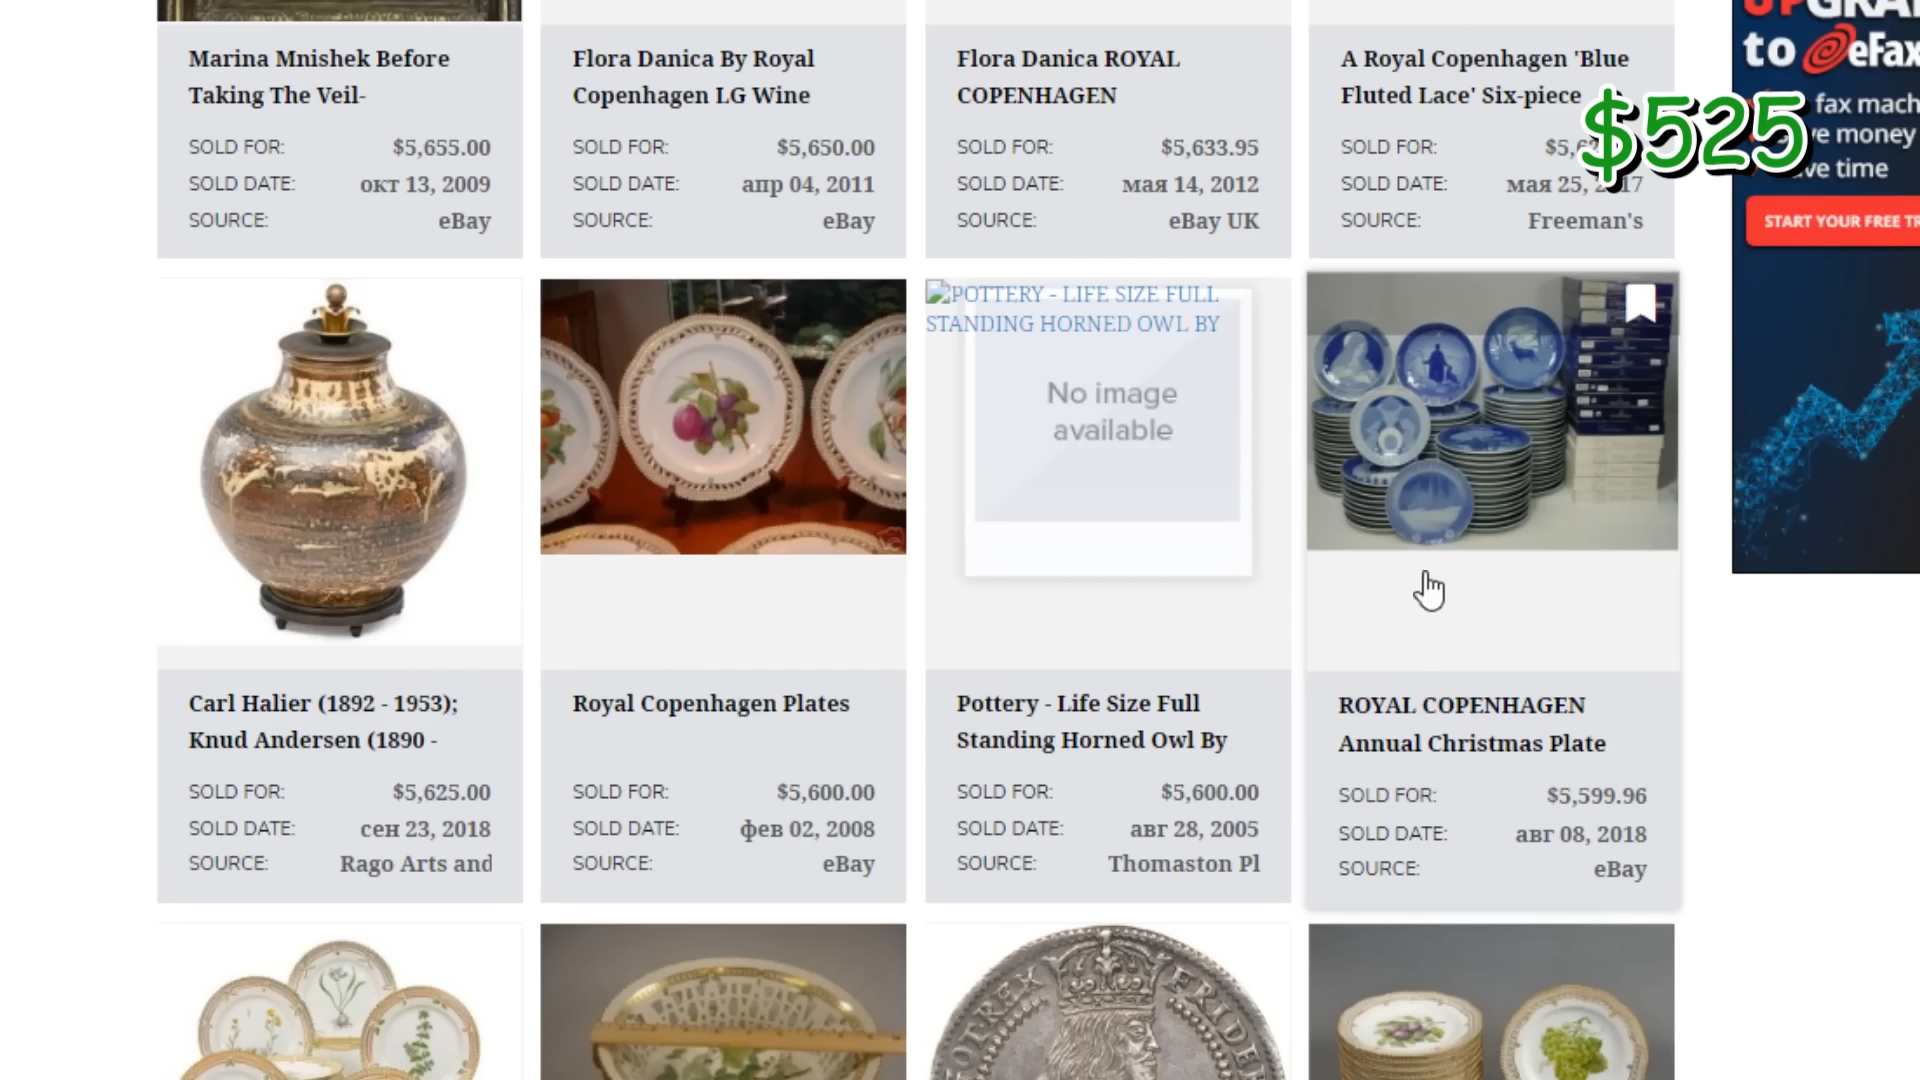 Marina Mnishek Before
Taking The Veil-
SOLD FOR: $5,655.00
SOLD DATE: окт 13, 2009
SOURCE: eBay
Flora Danica By Royal
Copenhagen LG Wine
SOLD FOR: $5,650.00
SOLD DATE: апр 04, 2011
SOURCE: eBay
Flora Danica ROYAL
COPENHAGEN
SOLD FOR: $5,633.95
SOLD DATE: мая 14, 2012
SOURCE: eBay UK
A Royal Copenhagen 'Blue
Fluted Lace' Six-piece
SOLD FOR:
SOLD DATE: мая 25,
SOURCE: Freeman's
$525
to eFax
fax mach
money
time
START YOUR FREE TR
POTTERY - LIFE SIZE FULL
STANDING HORNED OWL BY
No image
available
Carl Halier (1892 - 1953);
Knud Andersen (1890 -
SOLD FOR: $5,625.00
SOLD DATE: сен 23, 2018
SOURCE: Rago Arts and
Royal Copenhagen Plates
SOLD FOR: $5,600.00
SOLD DATE: фев 02, 2008
SOURCE: eBay
Pottery - Life Size Full
Standing Horned Owl By
SOLD FOR: $5,600.00
SOLD DATE: авг 28, 2005
SOURCE: Thomaston Pl
ROYAL COPENHAGEN
Annual Christmas Plate
SOLD FOR: $5,599.96
SOLD DATE: авг 08, 2018
SOURCE: eBay